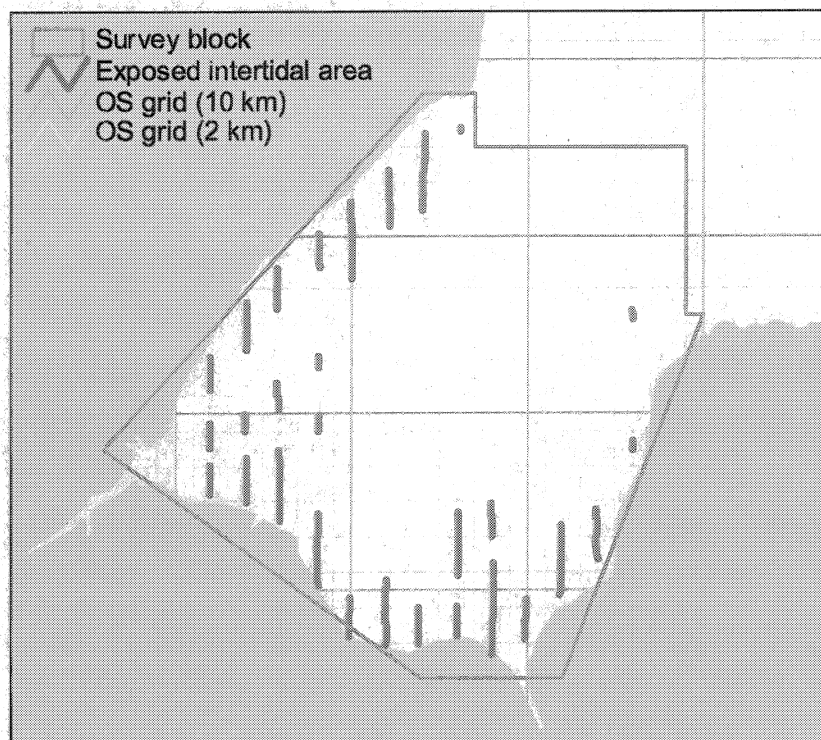 Survey block
Exposed intertidal area
OS grid (10 km)
OS grid (2 km)